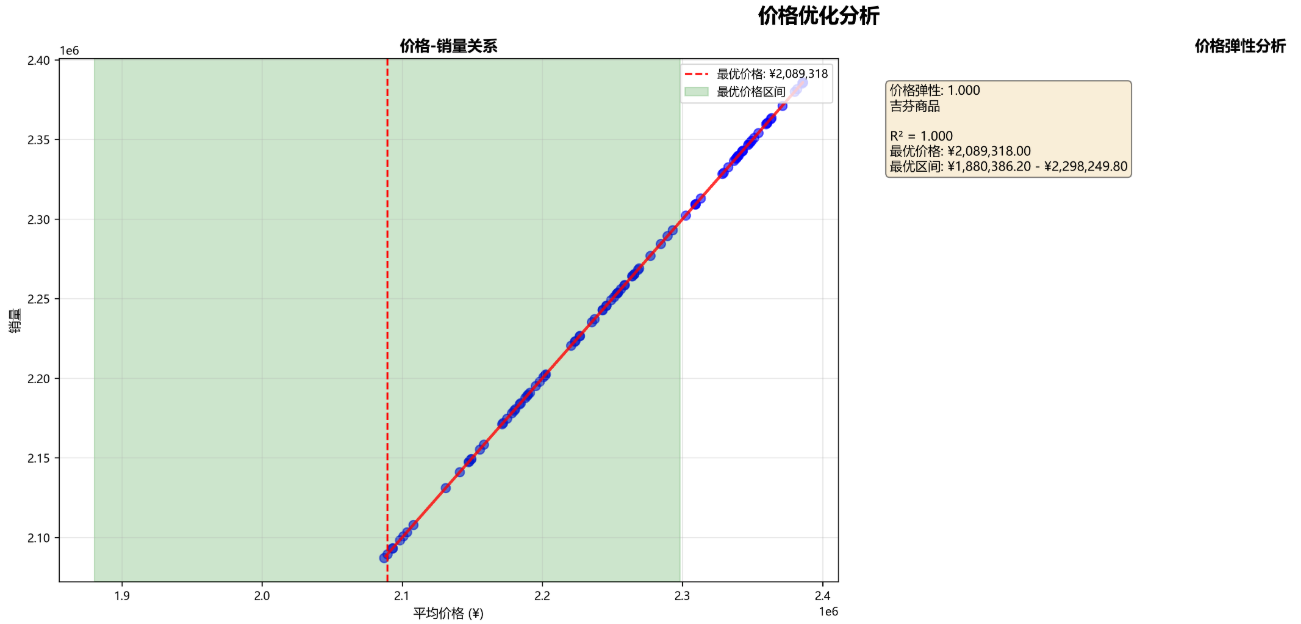 价格优化分析
价格-销量关系
价格弹性分析
1e6
2.40
2.35
2.30
2.25
2.20
2.15
2.10
销量
最优价格: ¥2,089,318
最优价格区间
1.9
2.0
2.1
2.2
2.3
2.4
1e6
平均价格 (¥)
价格弹性: 1.000
吉芬商品
R² = 1.000
最优价格: ¥2,089,318.00
最优区间: ¥1,880,386.20 - ¥2,298,249.80